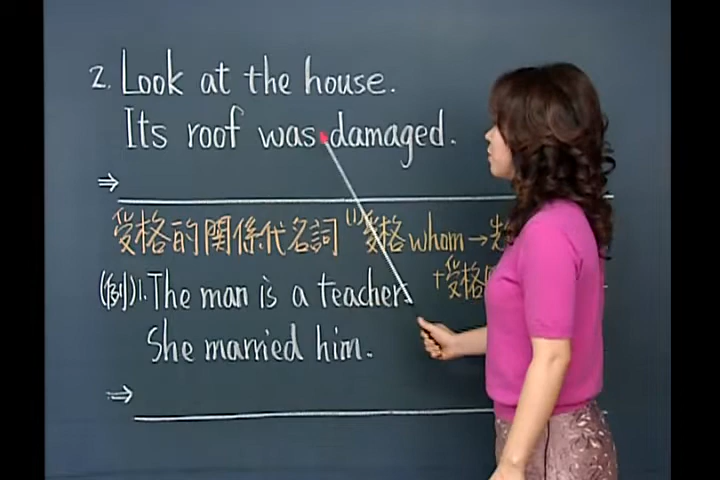 2. Look at the house.
Its roof was damaged.
⇒
受格的關係代名詞 (1)受格 whom → 先
+受格
(例)1. The man is a teacher.
She married him.
⇒